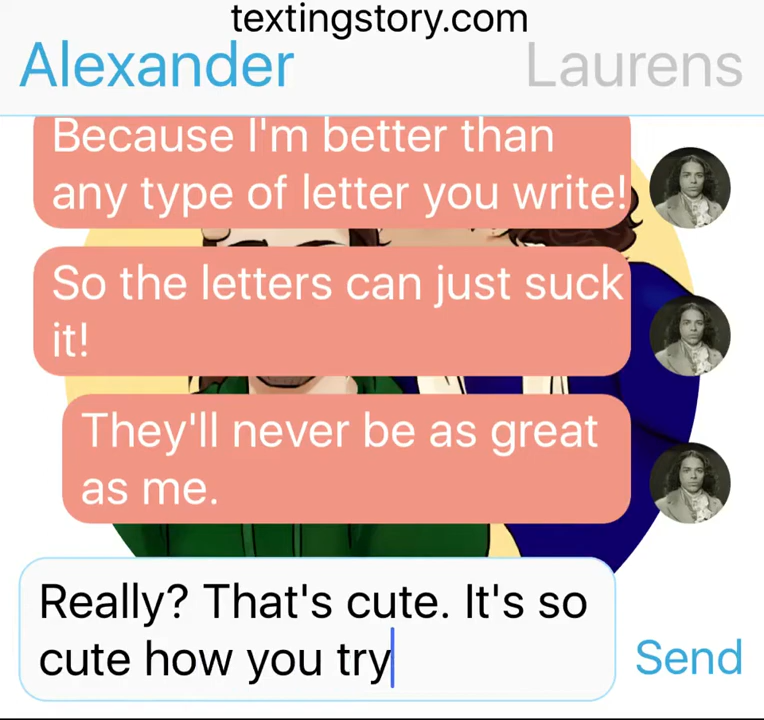 textingstory.com
Alexander
Laurens
Because I'm better than
any type of letter you write!
So the letters can just suck
it!
They'll never be as great
as me.
Really? That's cute. It's so
cute how you try
Send